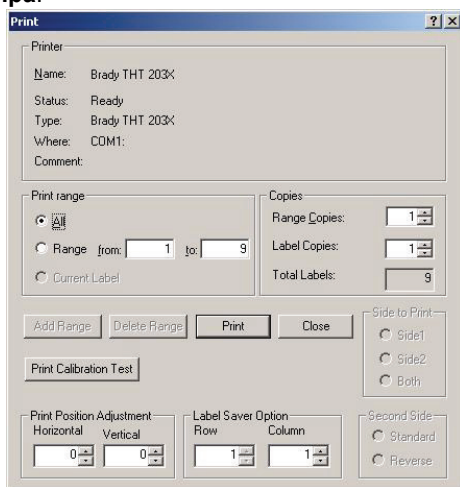 Print
Printer
Name: Brady THT 203X
Status: Ready
Type: Brady THT 203X
Where: COM1:
Comment:
Print range
All
Range from: 1 to: 9
Current Label
Copies
Range Copies: 1
Label Copies: 1
Total Labels: 9
Add Range Delete Range Print Close
Print Calibration Test
Side to Print
Side1
Side2
Both
Print Position Adjustment
Horizontal Vertical
0 0
Label Saver Option
Row Column
1 1
Second Side
Standard
Reverse